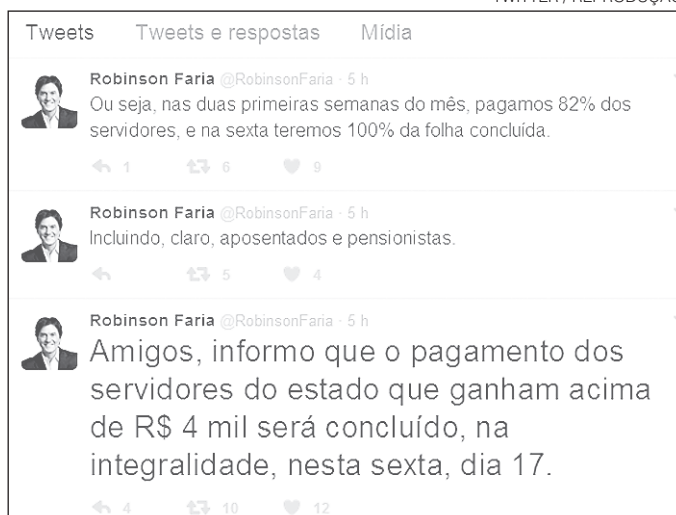 TWITTER / REPRODUÇÃO
Tweets Tweets e respostas Mídia
Robinson Faria @RobinsonFaria · 5 h
Ou seja, nas duas primeiras semanas do mês, pagamos 82% dos
servidores, e na sexta teremos 100% da folha concluída.
1 6 9
Robinson Faria @RobinsonFaria · 5 h
Incluindo, claro, aposentados e pensionistas.
5 4
Robinson Faria @RobinsonFaria · 5 h
Amigos, informo que o pagamento dos
servidores do estado que ganham acima
de R$ 4 mil será concluído, na
integralidade, nesta sexta, dia 17.
4 10 12